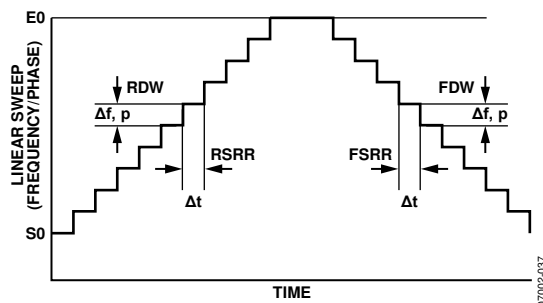 E0
RDW
FDW
Δf, p
Δf, p
RSRR
FSRR
Δt
Δt
S0
LINEAR SWEEP
(FREQUENCY/PHASE)
TIME
07002-037